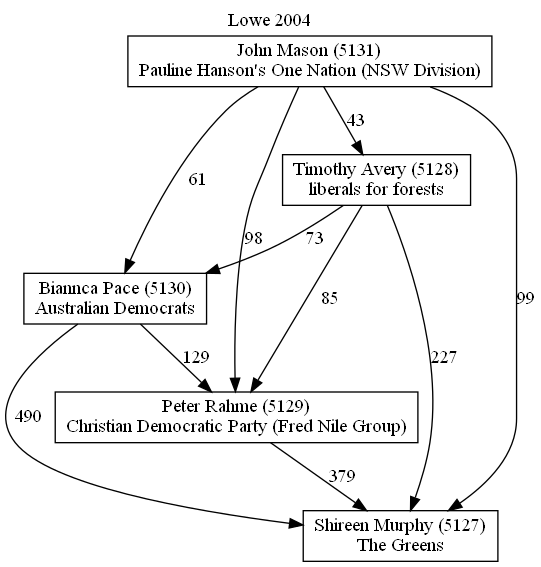 Lowe 2004
John Mason (5131)
Pauline Hanson's One Nation (NSW Division)
43
Timothy Avery (5128)
liberals for forests
61
98
73
99
Biannca Pace (5130)
Australian Democrats
85
129
227
490
Peter Rahme (5129)
Christian Democratic Party (Fred Nile Group)
379
Shireen Murphy (5127)
The Greens